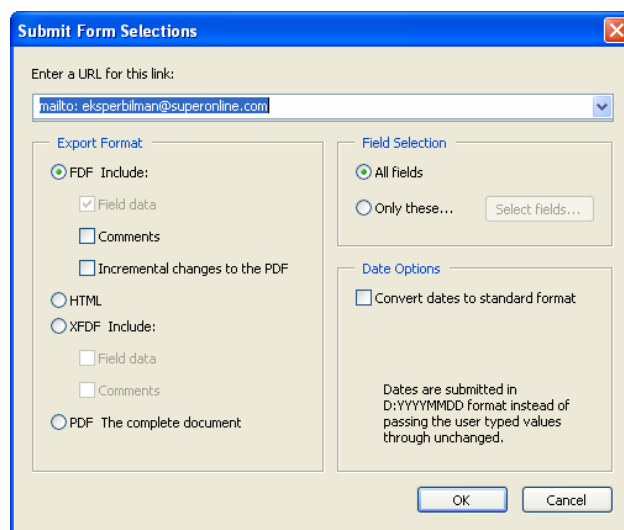 Submit Form Selections
Enter a URL for this link:
mailto: eksperbilman@superonline.com
Export Format
FDF Include:
Field data
Comments
Incremental changes to the PDF
HTML
XFDF Include:
Field data
Comments
PDF The complete document
Field Selection
All fields
Only these...
Select fields...
Date Options
Convert dates to standard format
Dates are submitted in
D:YYYYMMDD format instead of
passing the user typed values
through unchanged.
OK
Cancel